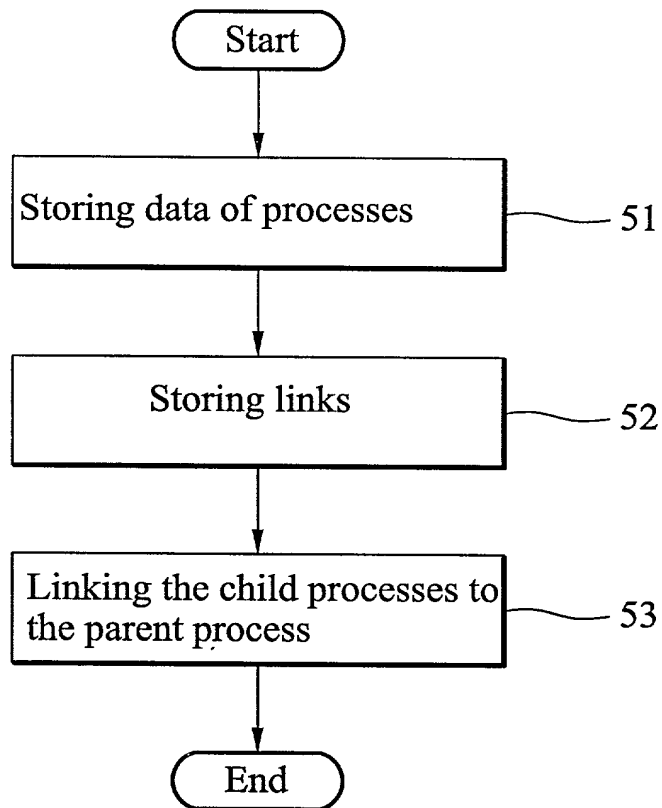 Start
Storing data of processes
51
Storing links
52
Linking the child processes to
the parent process
53
End